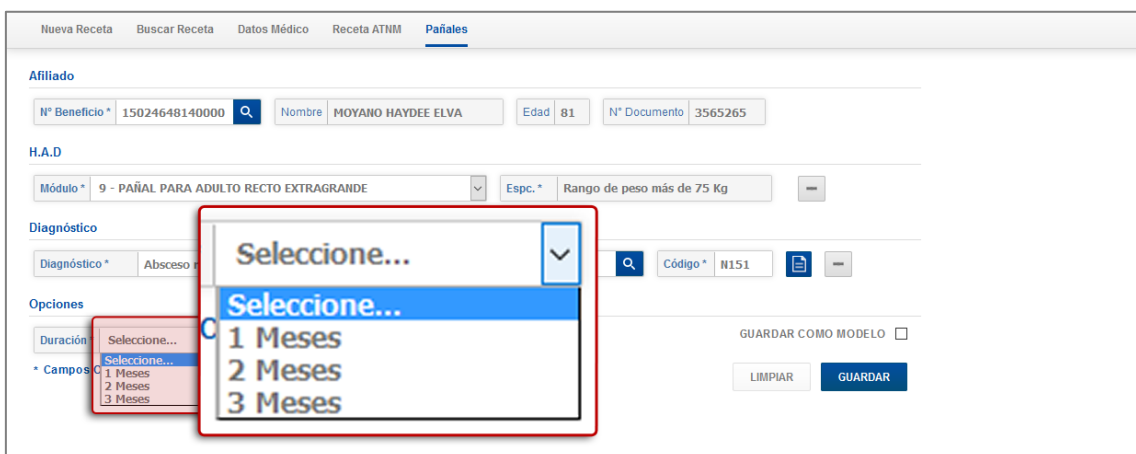 Nueva Receta Buscar Receta Datos Médico Receta ATNM Pañales
Afiliado
Nº Beneficio * 15024648140000 Nombre MOYANO HAYDEE ELVA Edad 81 N° Documento 3565265
H.A.D
Módulo * 9 - PAÑAL PARA ADULTO RECTO EXTRAGRANDE Espc. * Rango de peso más de 75 Kg
Diagnóstico
Diagnóstico * Absceso Código * N151
Opciones
Duración Seleccione... GUARDAR COMO MODELO
Seleccione...
1 Meses
2 Meses
3 Meses
* Campos
LIMPIAR GUARDAR
Seleccione...
Seleccione...
1 Meses
2 Meses
3 Meses